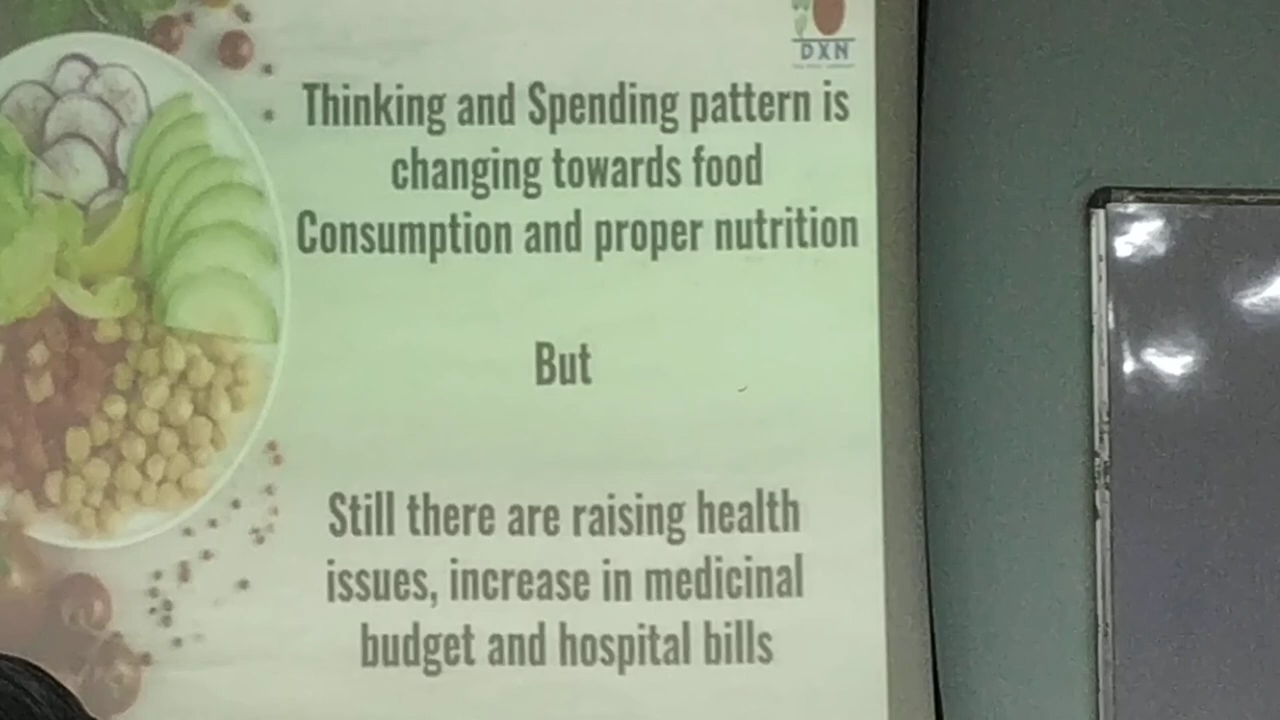 DXN
Thinking and Spending pattern is
changing towards food
Consumption and proper nutrition
But
Still there are raising health
issues, increase in medicinal
budget and hospital bills